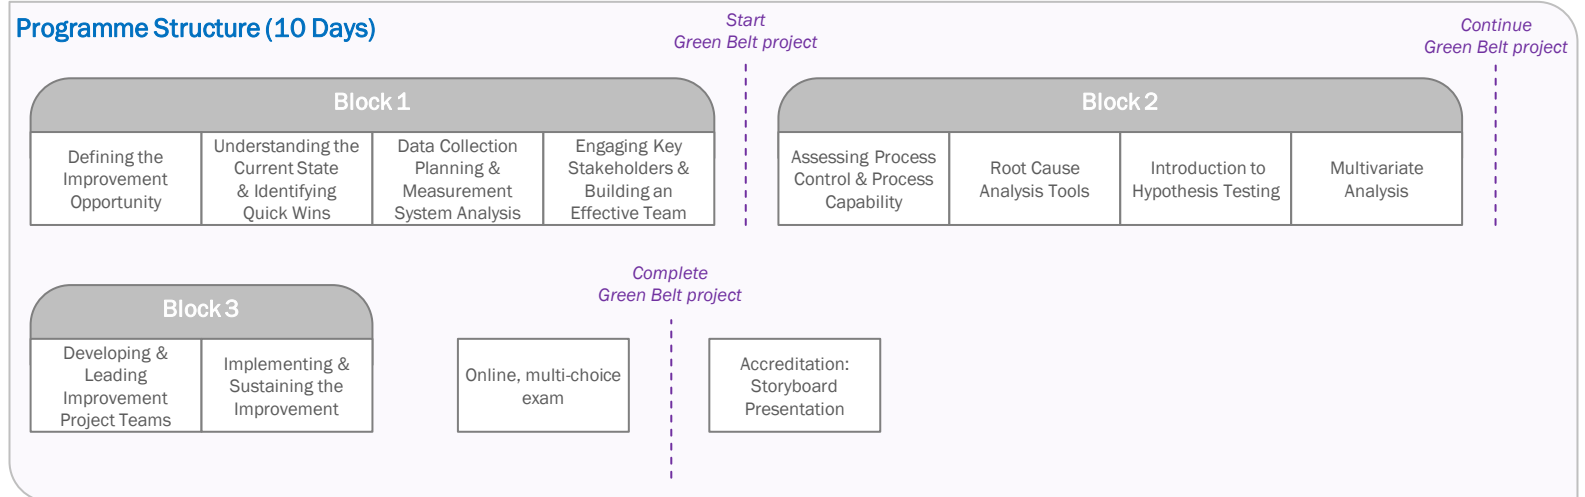 Programme Structure (10 Days)
Start
Green Belt project
Continue
Green Belt project
Block 1
Defining the
Improvement
Opportunity
Understanding the
Current State
& Identifying
Quick Wins
Data Collection
Planning &
Measurement
System Analysis
Engaging Key
Stakeholders &
Building an
Effective Team
Block 2
Assessing Process
Control & Process
Capability
Root Cause
Analysis Tools
Introduction to
Hypothesis Testing
Multivariate
Analysis
Block 3
Developing &
Leading
Improvement
Project Teams
Implementing &
Sustaining the
Improvement
Online, multi-choice
exam
Complete
Green Belt project
Accreditation:
Storyboard
Presentation